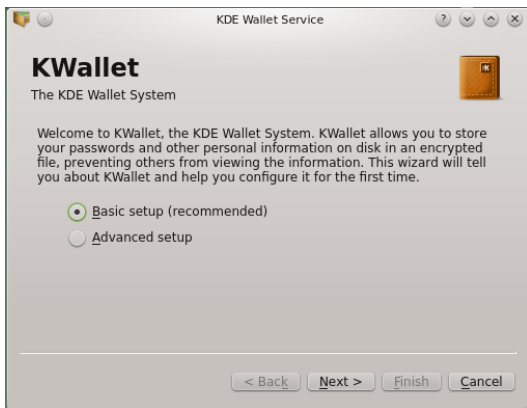 KDE Wallet Service
KWallet
The KDE Wallet System
Welcome to KWallet, the KDE Wallet System. KWallet allows you to store
your passwords and other personal information on disk in an encrypted
file, preventing others from viewing the information. This wizard will tell
you about KWallet and help you configure it for the first time.
Basic setup (recommended)
Advanced setup
< Back Next > Finish Cancel